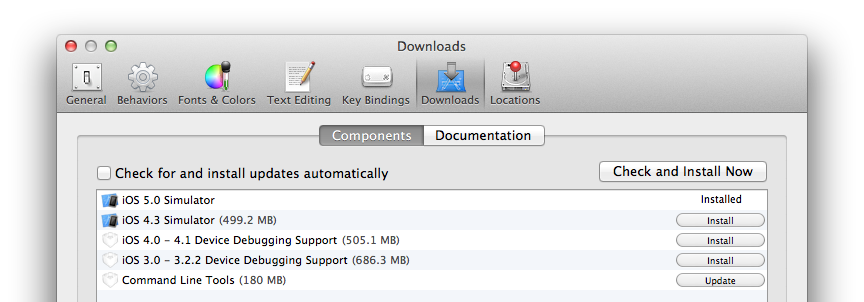 Downloads
General Behaviors Fonts & Colors Text Editing Key Bindings Downloads Locations
Components Documentation
Check for and install updates automatically Check and Install Now
iOS 5.0 Simulator Installed
iOS 4.3 Simulator (499.2 MB) Install
iOS 4.0 – 4.1 Device Debugging Support (505.1 MB) Install
iOS 3.0 – 3.2.2 Device Debugging Support (686.3 MB) Install
Command Line Tools (180 MB) Update